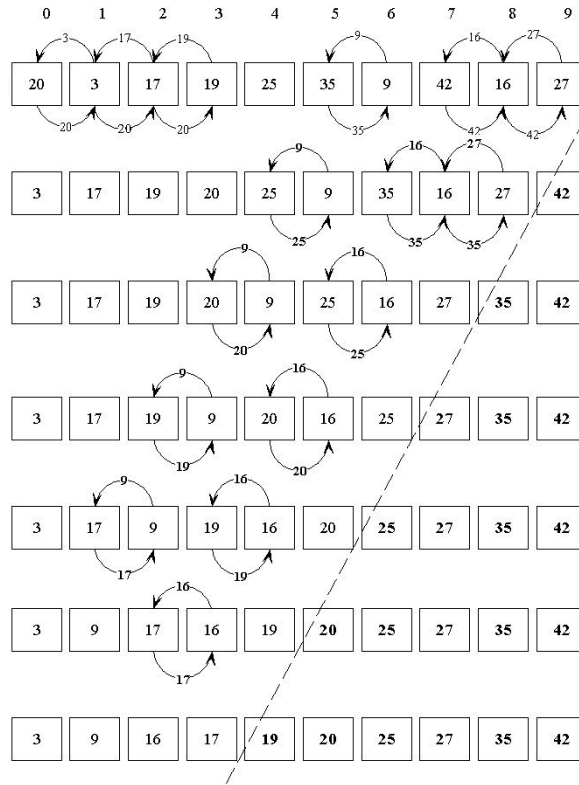 0 1 2 3 4 5 6 7 8 9
3 17 19 9 16 27
20 3 17 19 25 35 9 42 16 27
20 20 20 35 42 42
9 16 27
3 17 19 20 25 9 35 16 27 42
25 35 35
9 16
3 17 19 20 9 25 16 27 35 42
20 25
9 16
3 17 19 9 20 16 25 27 35 42
19 20
9 16
3 17 9 19 16 20 25 27 35 42
17 19
16
3 9 17 16 19 20 25 27 35 42
17
3 9 16 17 19 20 25 27 35 42